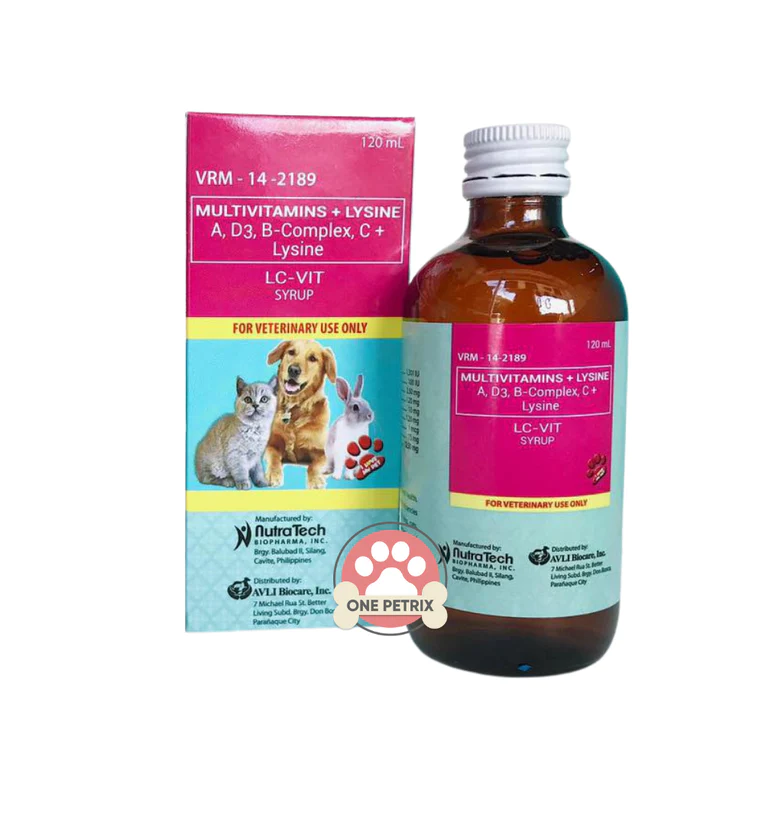 120 mL
VRM - 14 -2189
MULTIVITAMINS + LYSINE
A, D3, B-Complex, C +
Lysine
LC-VIT
SYRUP
FOR VETERINARY USE ONLY
Manufactured by:
NutraTech
BIOPHARMA, INC.
Brgy. Balubad II, Silang,
Cavite, Philippines
Distributed by:
AVLI Biocare, Inc.
7 Michael Rua St. Better
Living Subd. Brgy. Don
Parañaque City
ONE PETRIX
120 mL
VRM - 14-2189
MULTIVITAMINS + LYSINE
A, D3, B-Complex, C +
Lysine
LC-VIT
SYRUP
FOR VETERINARY USE ONLY
Manufactured by:
NutraTech
BIOPHARMA, INC.
Brgy. Balubad II, Silang,
Cavite, Philippines
Distributed by:
AVLI Biocare, Inc.
7 Michael Rua St. Better
Living Subd. Brgy. Don
Parañaque City